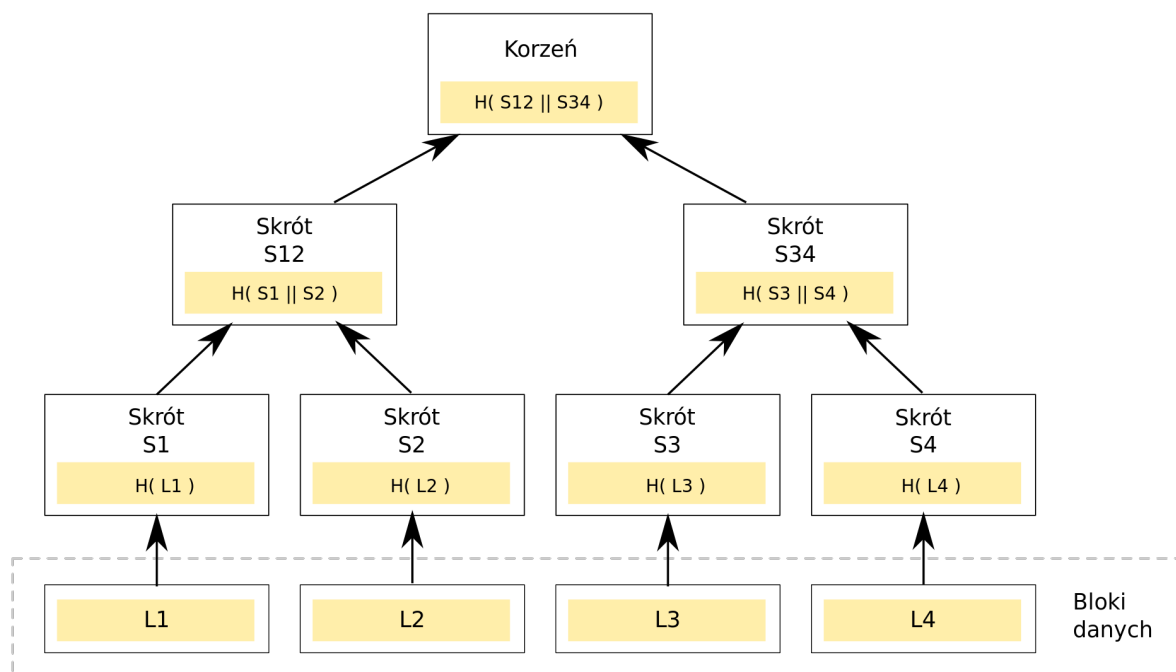 Korzeń
H( S12 || S34 )
Skrót
S12
H( S1 || S2 )
Skrót
S34
H( S3 || S4 )
Skrót
S1
H( L1 )
Skrót
S2
H( L2 )
Skrót
S3
H( L3 )
Skrót
S4
H( L4 )
L1
L2
L3
L4
Bloki
danych